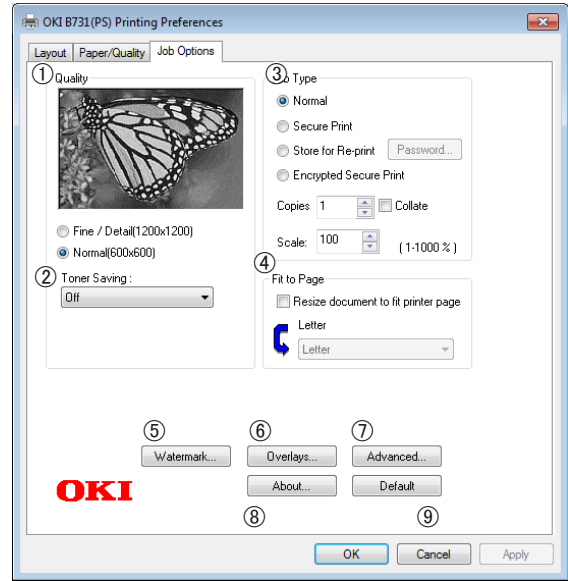 OKI B731(PS) Printing Preferences
Layout Paper/Quality Job Options
① Quality
Fine / Detail(1200x1200)
Normal(600x600)
② Toner Saving :
Off
③ Job Type
Normal
Secure Print
Store for Re-print Password...
Encrypted Secure Print
Copies 1 Collate
Scale: 100 ( 1-1000 % )
④
Fit to Page
Resize document to fit printer page
Letter
Letter
⑤ ⑥ ⑦
Watermark... Overlays... Advanced...
OKI
About... Default
⑧ ⑨
OK Cancel Apply